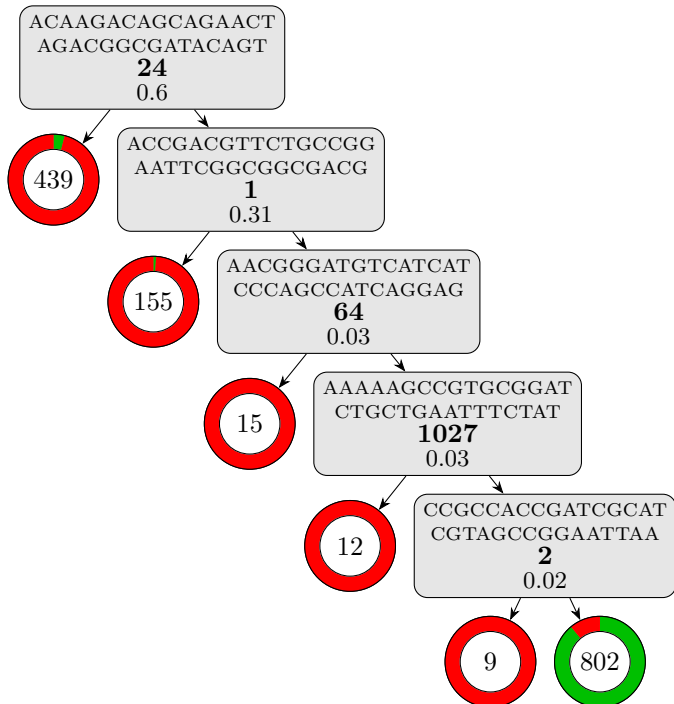 ACAAGACAGCAGAACT
AGACGGCGATACAGT
24
0.6
439
ACCGACGTTCTGCCGG
AATTCGGCGGCGACG
1
0.31
155
AACGGGATGTCATCAT
CCCAGCCATCAGGAG
64
0.03
15
AAAAAGCCGTGCGGAT
CTGCTGAATTTCTAT
1027
0.03
12
CCGCCACCGATCGCAT
CGTAGCCGGAATTAA
2
0.02
9
802